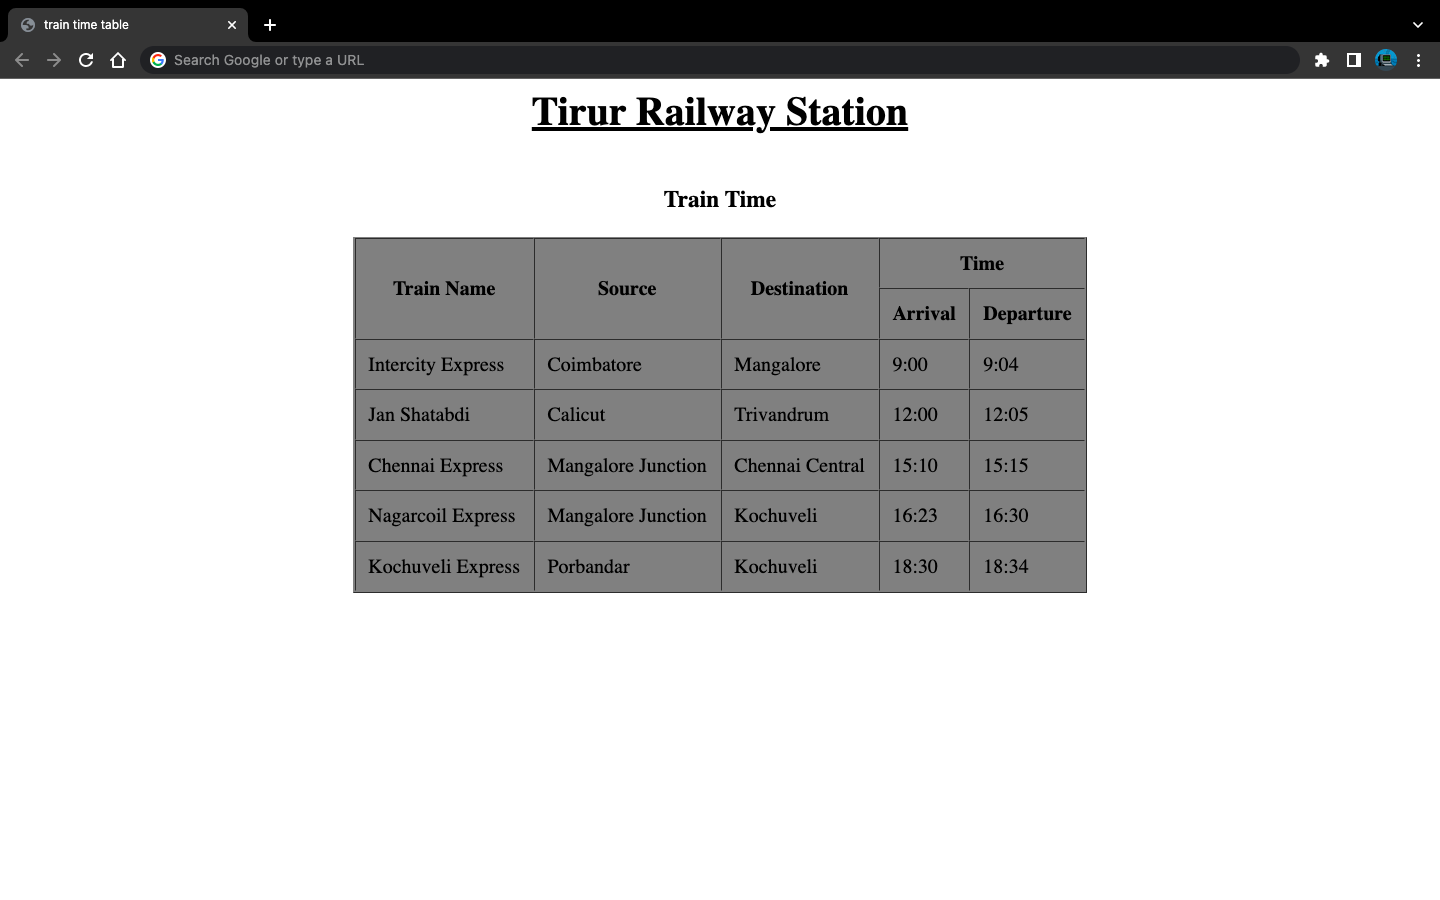 train time table
Search Google or type a URL
Tirur Railway Station
Train Time
Train Name Source Destination Time
Arrival Departure
Intercity Express Coimbatore Mangalore 9:00 9:04
Jan Shatabdi Calicut Trivandrum 12:00 12:05
Chennai Express Mangalore Junction Chennai Central 15:10 15:15
Nagarcoil Express Mangalore Junction Kochuveli 16:23 16:30
Kochuveli Express Porbandar Kochuveli 18:30 18:34